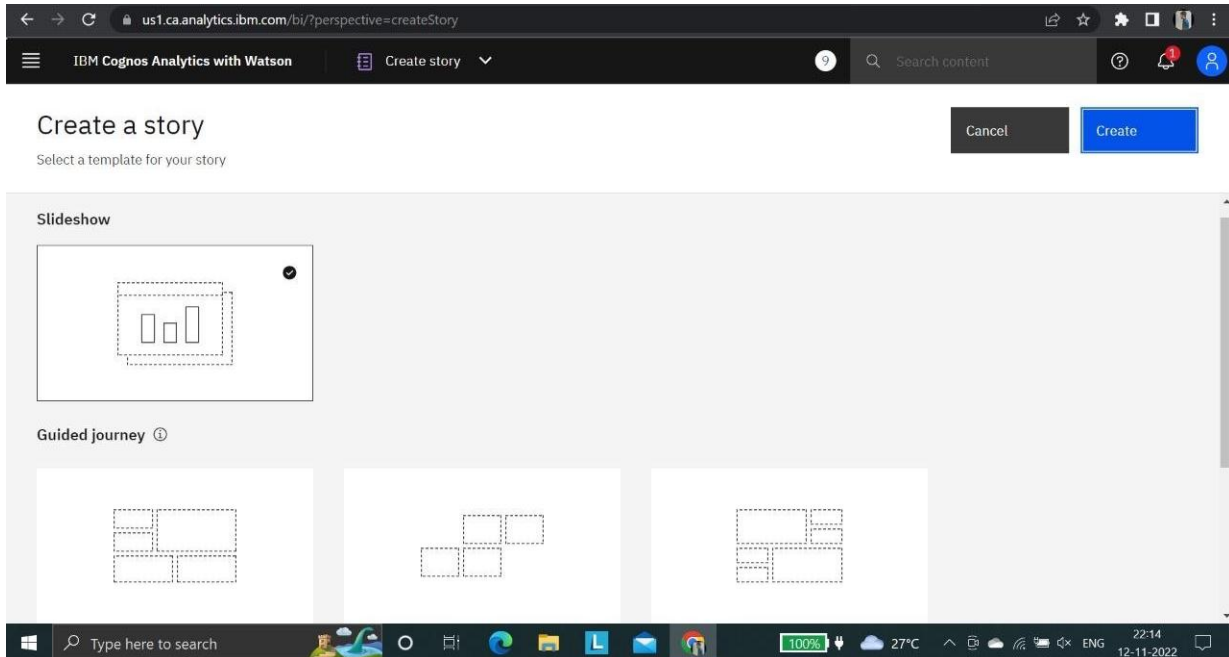 us1.ca.analytics.ibm.com/bi/?perspective=createStory
IBM Cognos Analytics with Watson
Create story
9
Search content
1
Create a story
Cancel
Create
Select a template for your story
Slideshow
Guided journey
Type here to search
L
100%
27°C
ENG
22:14
12-11-2022